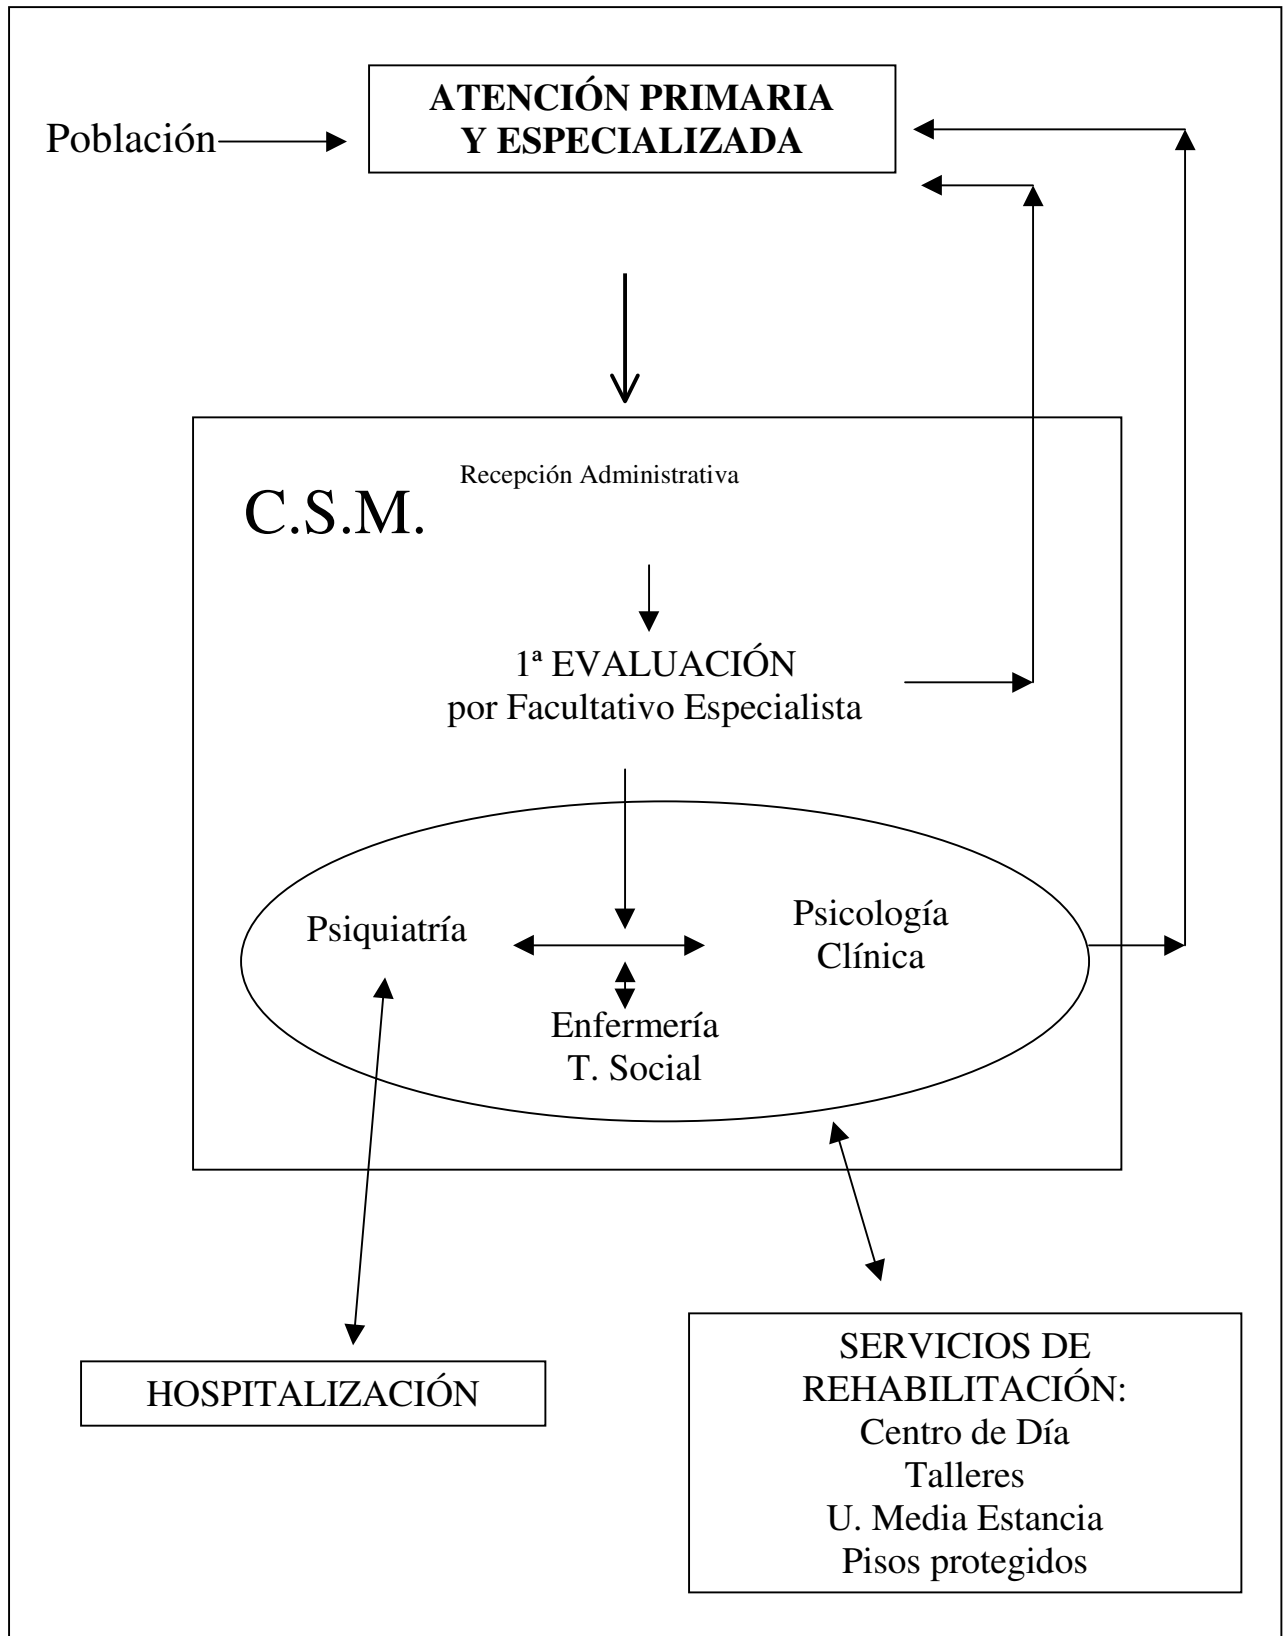 ATENCIÓN PRIMARIA
Y ESPECIALIZADA
Población
Recepción Administrativa
C.S.M.
1ª EVALUACIÓN
por Facultativo Especialista
Psiquiatría
Psicología
Clínica
Enfermería
T. Social
HOSPITALIZACIÓN
SERVICIOS DE
REHABILITACIÓN:
Centro de Día
Talleres
U. Media Estancia
Pisos protegidos